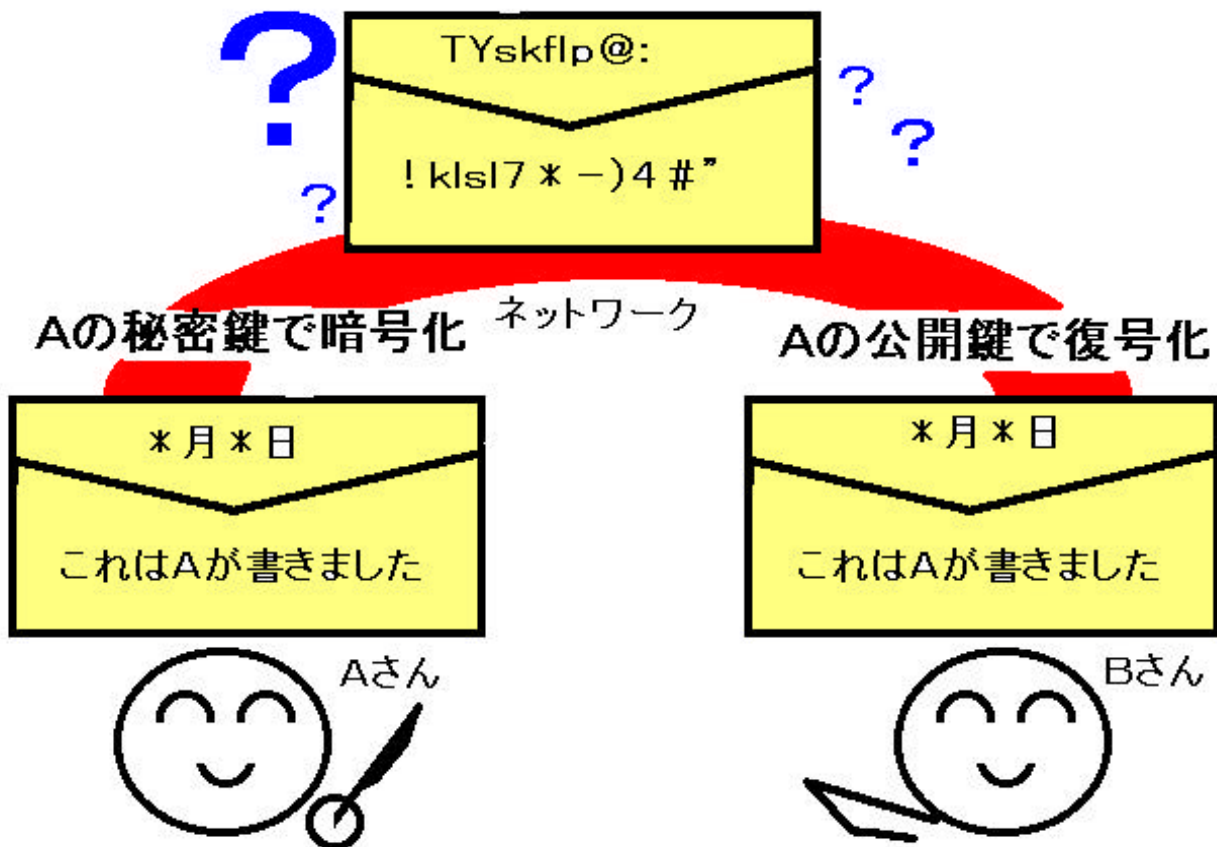 ?
TYskflp@:
?
?
!klsl7*−)4#”
?
ネットワーク
Aの秘密鍵で暗号化
Aの公開鍵で復号化
*月*日
*月*日
これはAが書きました
これはAが書きました
Aさん
Bさん